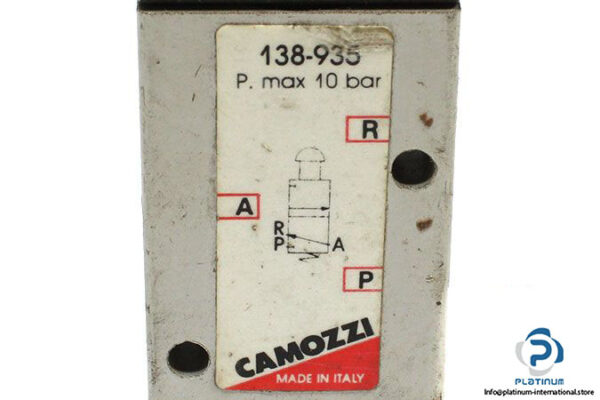 138-935
P. max 10 bar
R
A
R
P
A
P
CAMOZZI
MADE IN ITALY
PLATINUM
Info@platinum-international.store